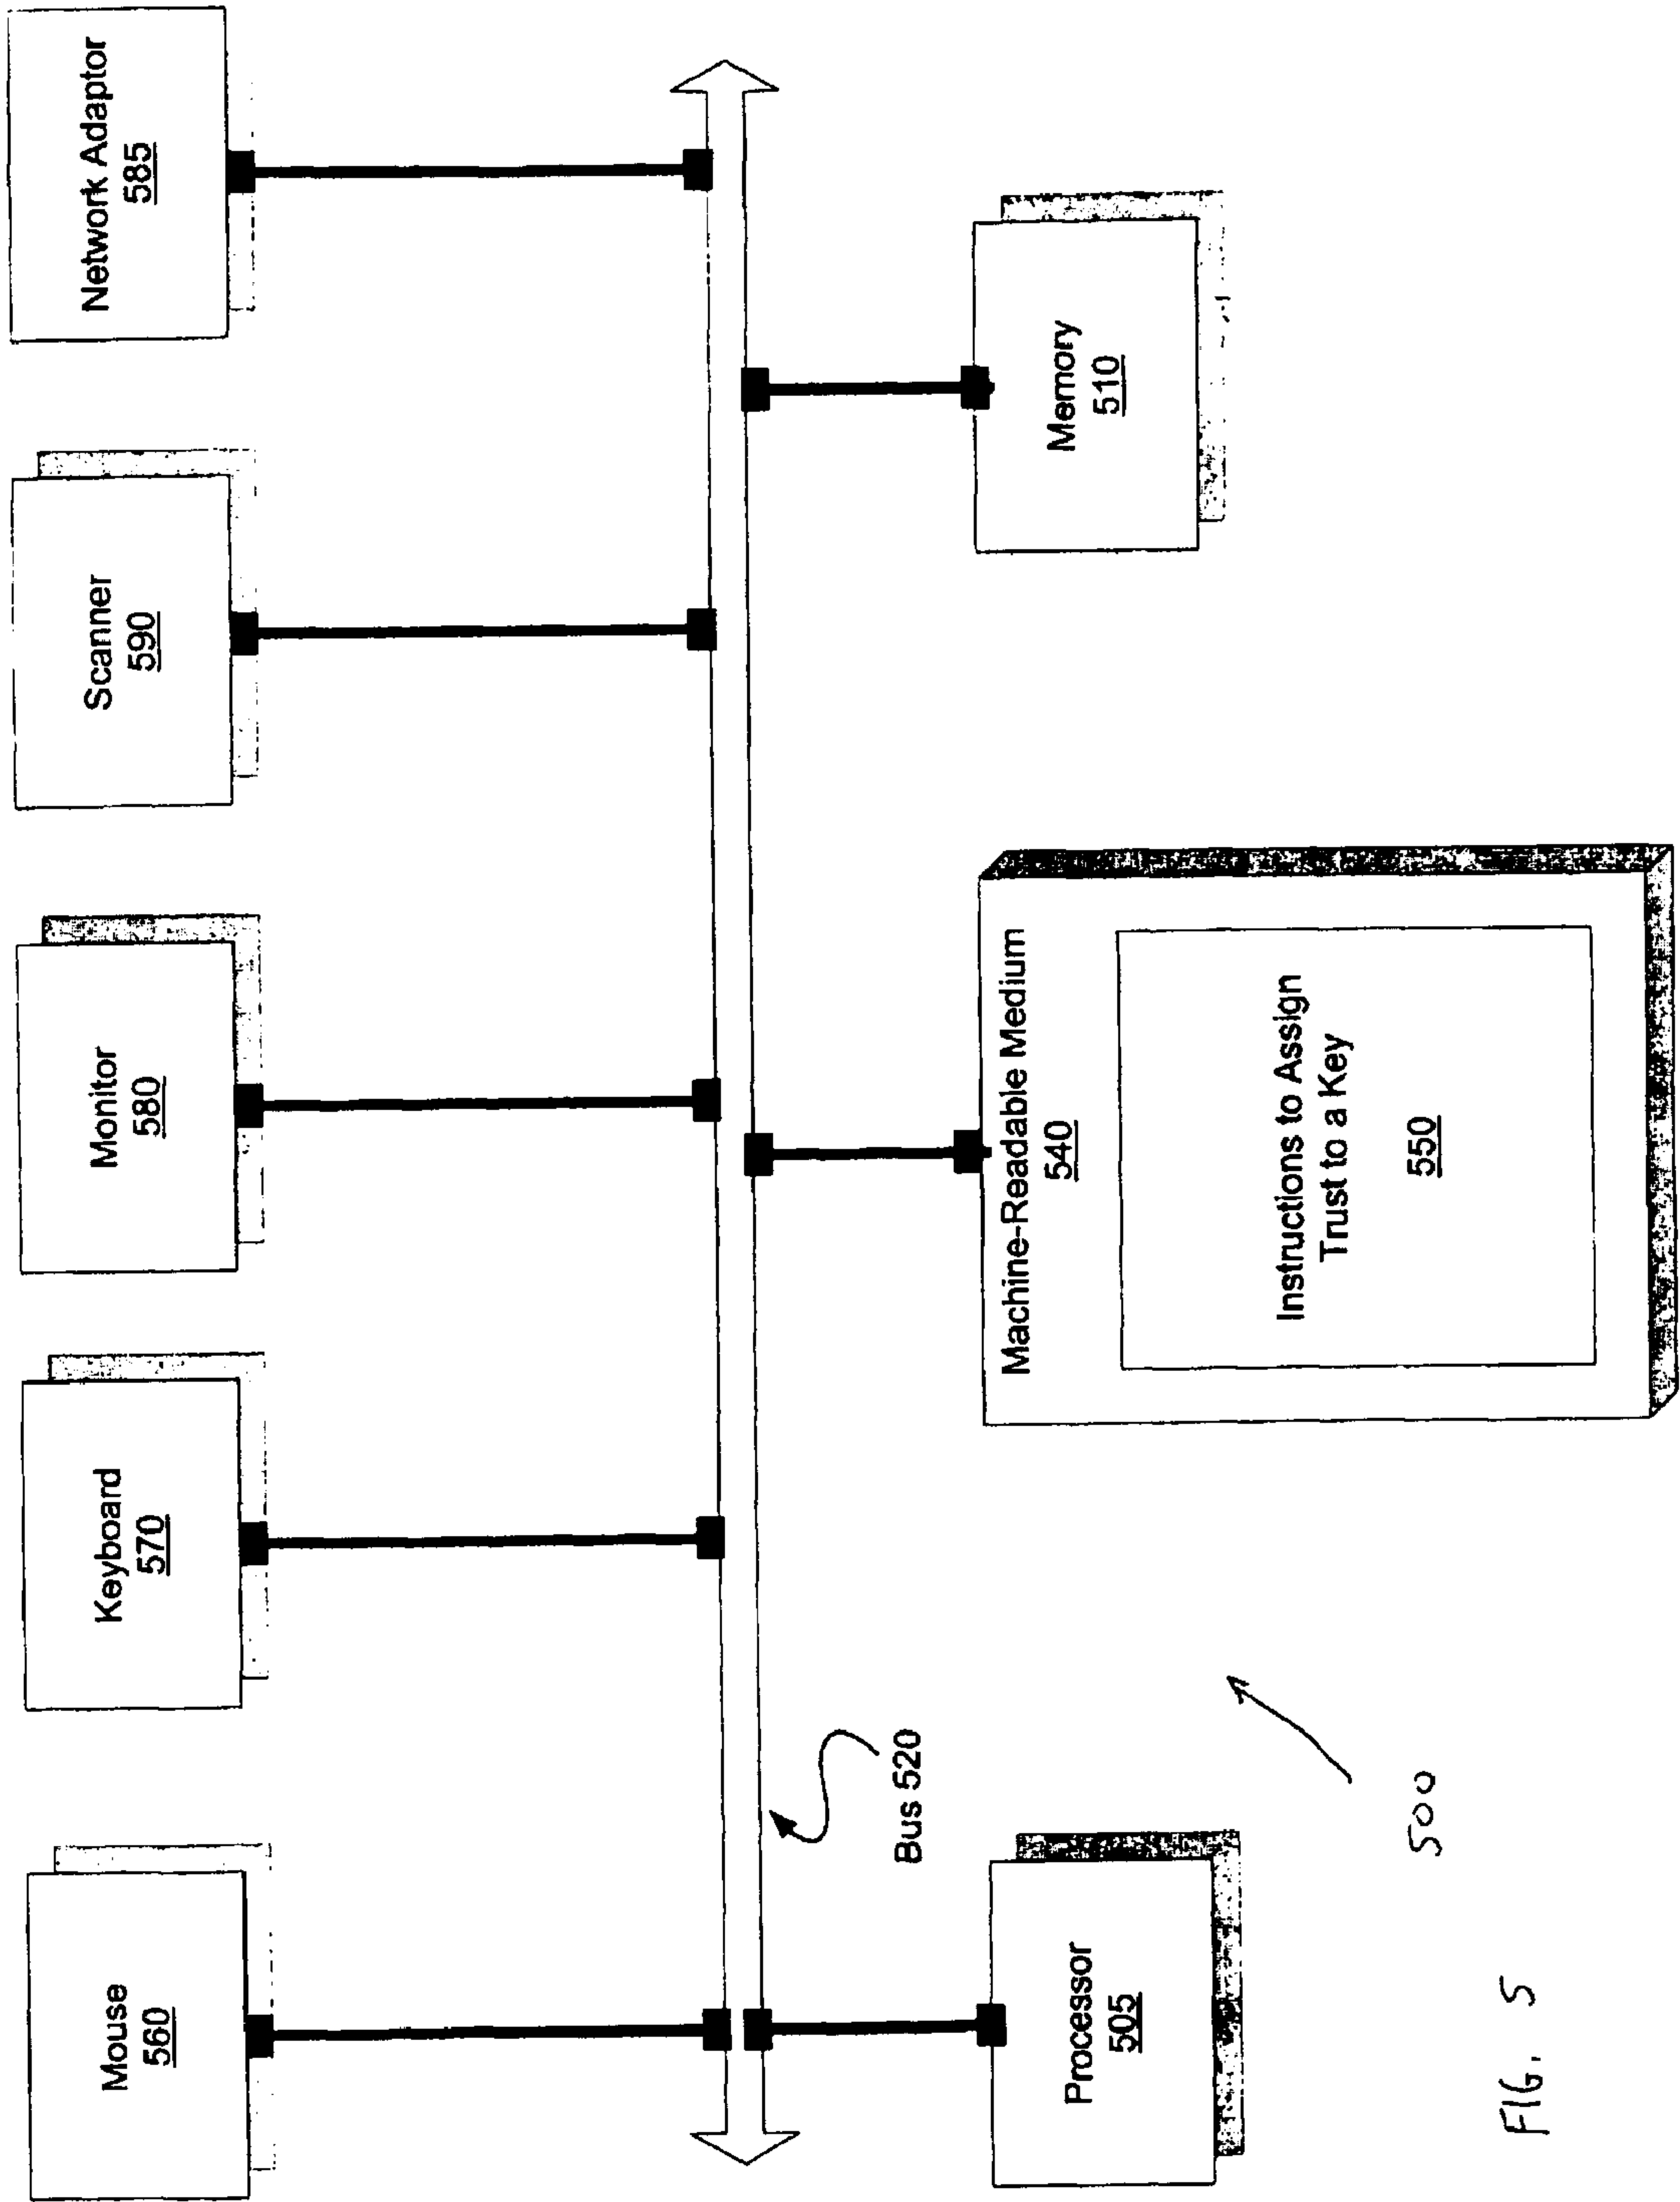 Mouse
560
Keyboard
570
Monitor
580
Scanner
590
Network Adaptor
585
Bus 520
Processor
505
Machine-Readable Medium
540
Instructions to Assign
Trust to a Key
550
Memory
510
500
FIG. 5